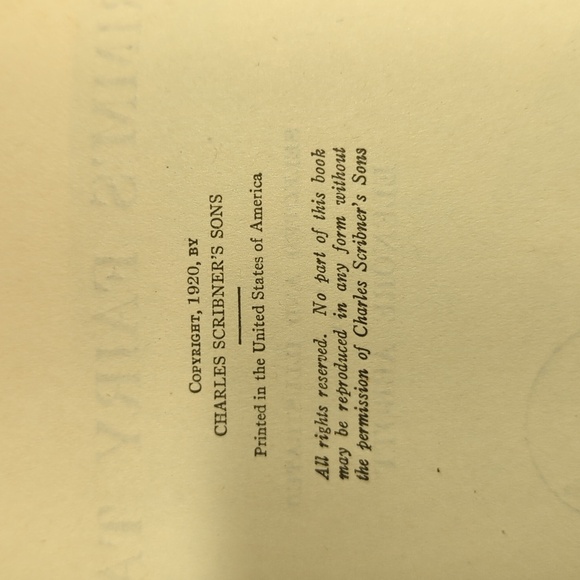 COPYRIGHT, 1920, BY
CHARLES SCRIBNER'S SONS
Printed in the United States of America
All rights reserved. No part of this book
may be reproduced in any form without
the permission of Charles Scribner's Sons